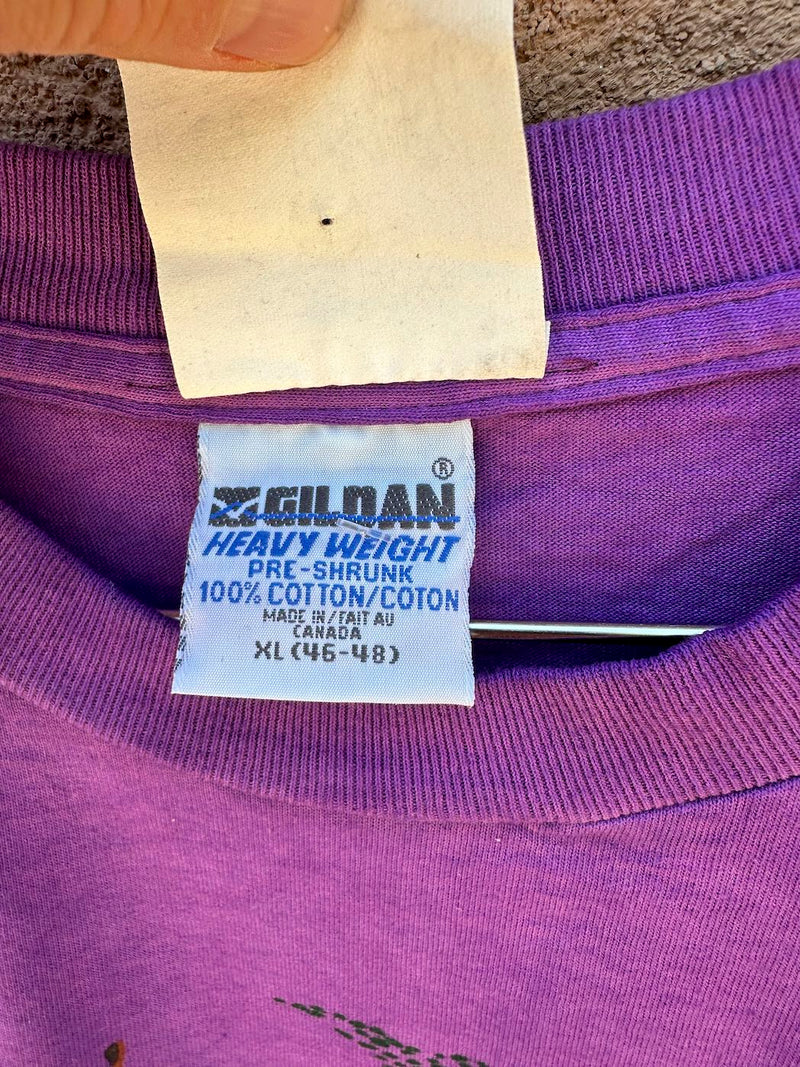 ®
GILDAN
HEAVY WEIGHT
PRE-SHRUNK
100% COTTON/COTON
MADE IN/FAIT AU
CANADA
XL (46-48)